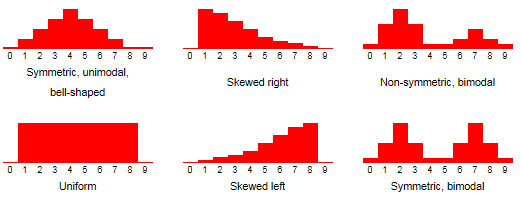 0 1 2 3 4 5 6 7 8 9
Symmetric, unimodal,
bell-shaped
0 1 2 3 4 5 6 7 8 9
Skewed right
0 1 2 3 4 5 6 7 8 9
Non-symmetric, bimodal
0 1 2 3 4 5 6 7 8 9
Uniform
0 1 2 3 4 5 6 7 8 9
Skewed left
0 1 2 3 4 5 6 7 8 9
Symmetric, bimodal